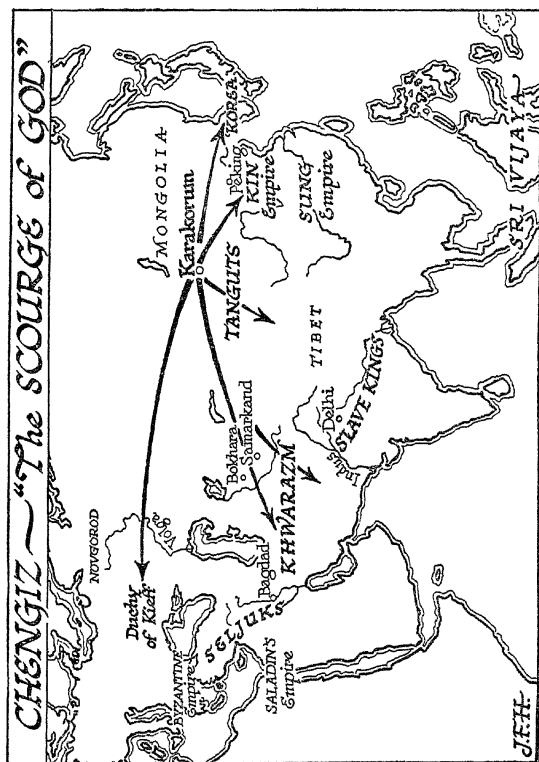 CHENGIZ ~ "The SCOURGE of GOD"
NOVGOROD
Volga
Duchy
of Kieff
BYZANTINE
Empire
SELJUKS
SALADIN'S
Empire
Bagdad
KHWARAZM
Bokhara
Samarkand
Indus
Delhi
SLAVE KINGS
TIBET
TANGUTS
Karakorum
MONGOLIA
Peking
KIN
Empire
SUNG
Empire
KOREA
SRI VIJAYA
J.F.H.